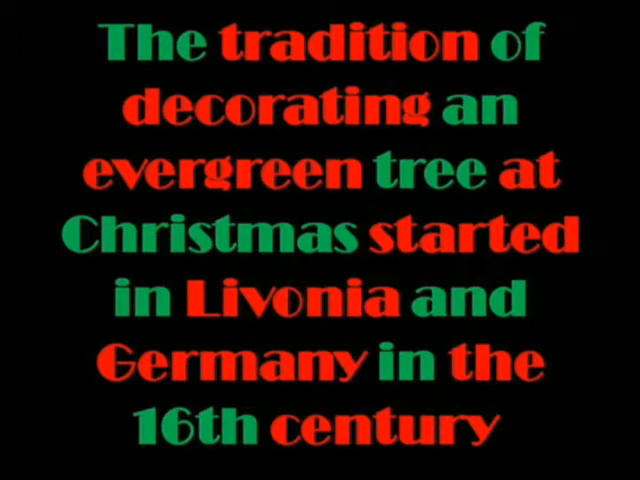 The tradition of
decorating an
evergreen tree at
Christmas started
in Livonia and
Germany in the
16th century